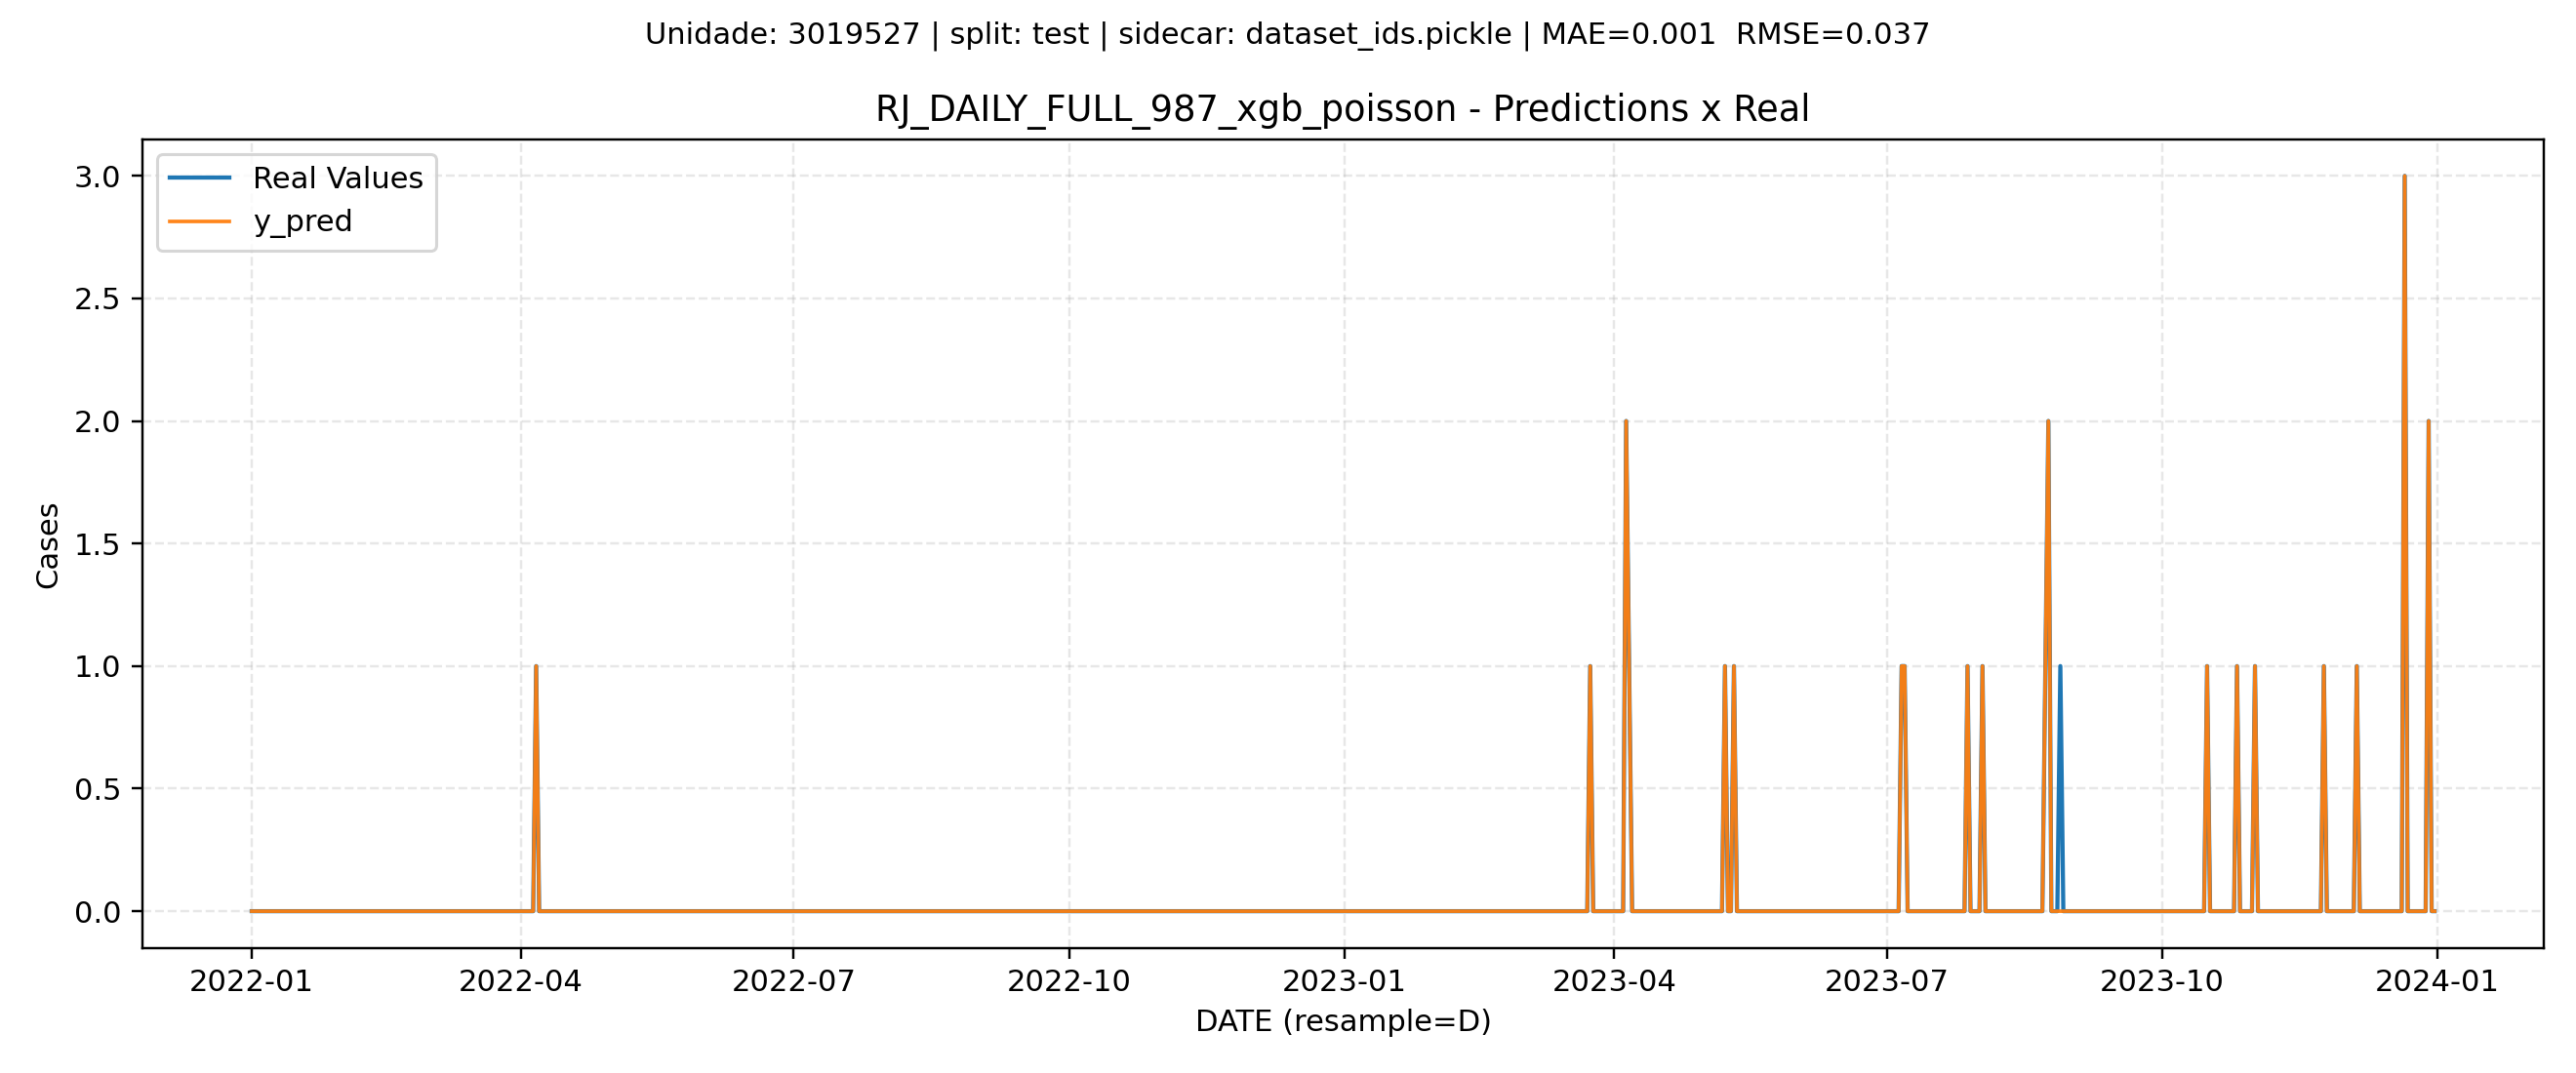 Unidade: 3019527 | split: test | sidecar: dataset_ids.pickle | MAE=0.001  RMSE=0.037
RJ_DAILY_FULL_987_xgb_poisson - Predictions x Real
Real Values
y_pred
3.0
2.5
2.0
1.5
1.0
0.5
0.0
Cases
2022-01 2022-04 2022-07 2022-10 2023-01 2023-04 2023-07 2023-10 2024-01
DATE (resample=D)